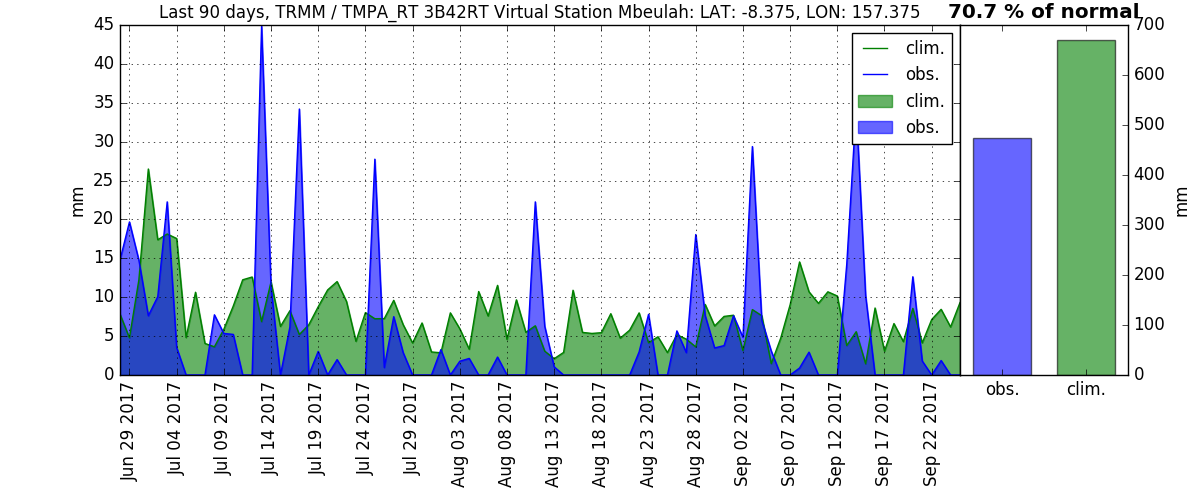 Last 90 days, TRMM / TMPA_RT 3B42RT Virtual Station Mbeulah: LAT: -8.375, LON: 157.375
70.7 % of normal
45
40
35
30
25
20
15
10
5
0
mm
clim.
obs.
clim.
obs.
Jun 29 2017
Jul 04 2017
Jul 09 2017
Jul 14 2017
Jul 19 2017
Jul 24 2017
Jul 29 2017
Aug 03 2017
Aug 08 2017
Aug 13 2017
Aug 18 2017
Aug 23 2017
Aug 28 2017
Sep 02 2017
Sep 07 2017
Sep 12 2017
Sep 17 2017
Sep 22 2017
700
600
500
400
300
200
100
0
mm
obs.
clim.